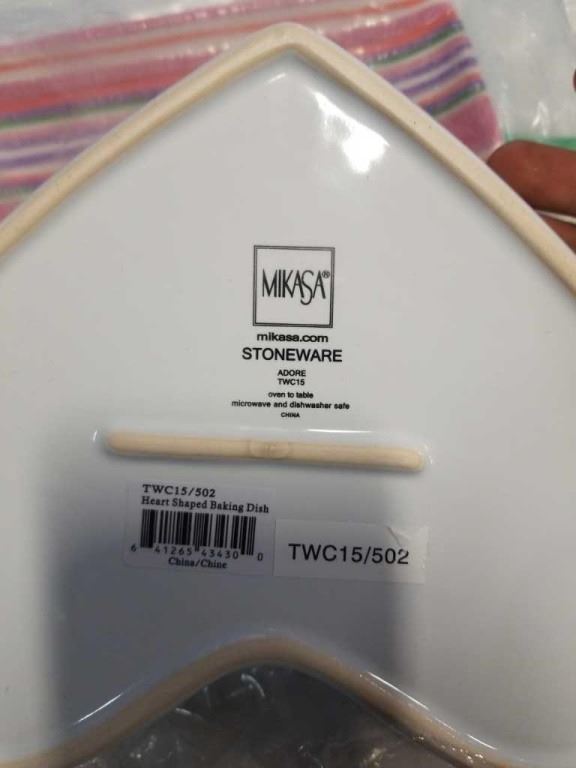 MIKASA®
mikasa.com
STONEWARE
ADORE
TWC15
oven to table
microwave and dishwasher safe
CHINA
TWC15/502
Heart Shaped Baking Dish
6 41265 43430 0
China/Chine
TWC15/502